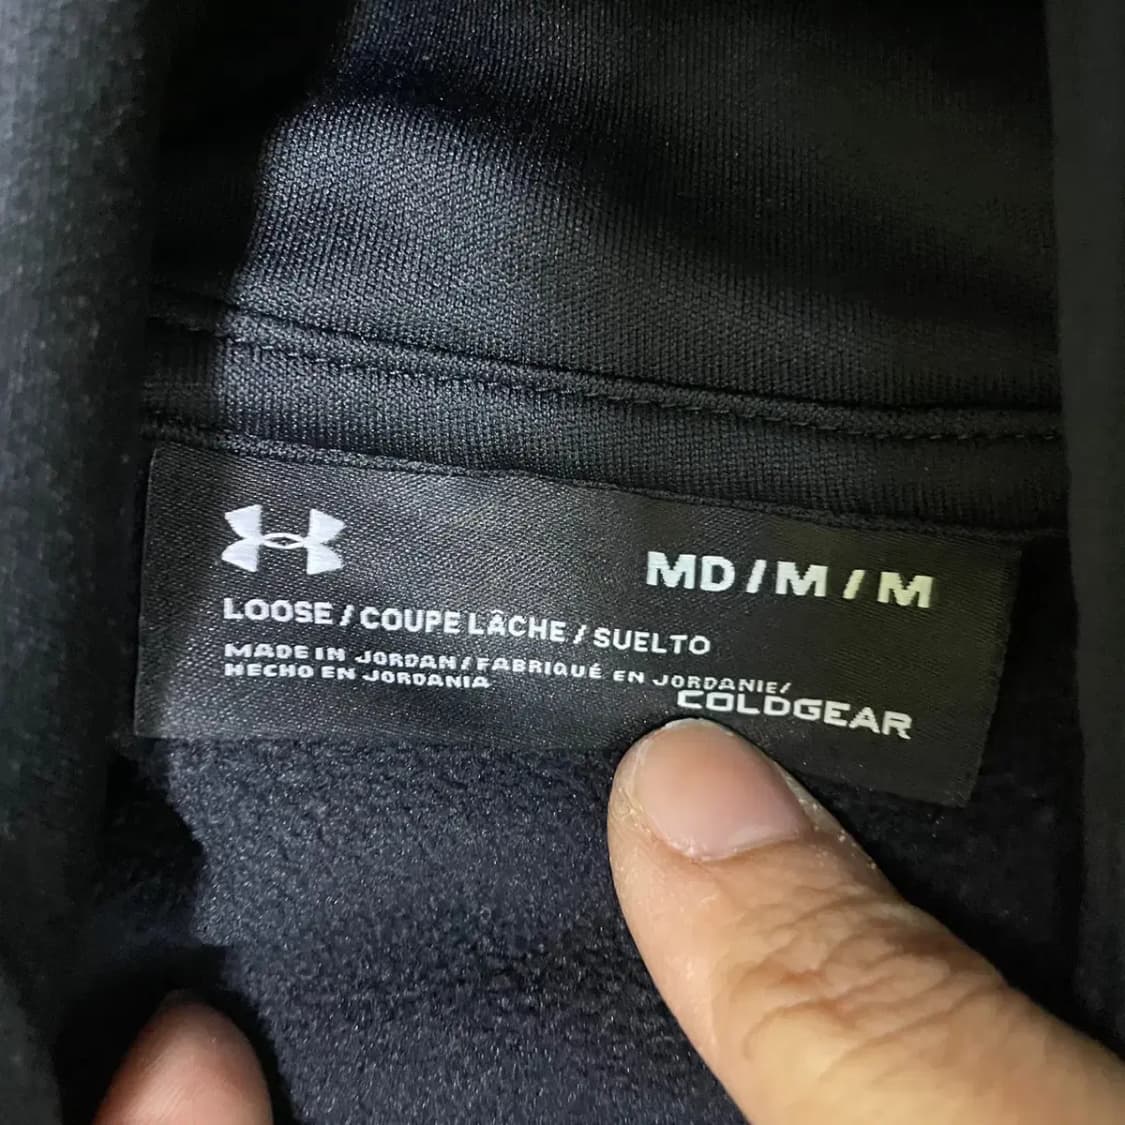 MD / M / M
LOOSE / COUPE LÂCHE / SUELTO
MADE IN JORDAN / FABRIQUÉ EN JORDANIE/
HECHO EN JORDANIA
COLDGEAR